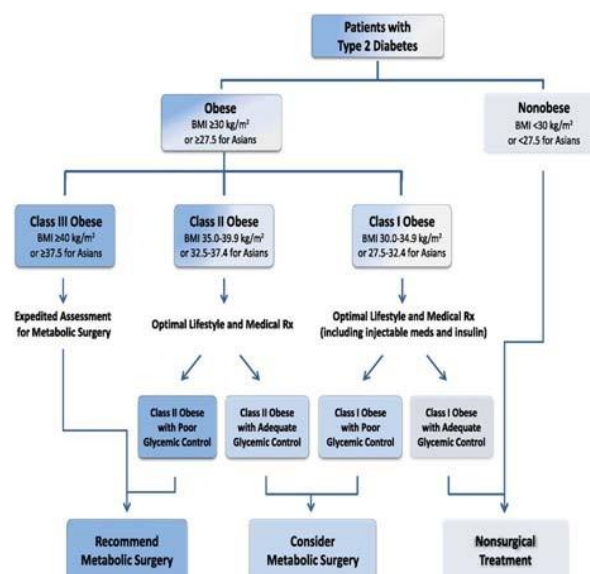 Patients with
Type 2 Diabetes
Obese
BMI ≥30 kg/m²
or ≥27.5 for Asians
Nonobese
BMI <30 kg/m²
or <27.5 for Asians
Class III Obese
BMI ≥40 kg/m²
or ≥37.5 for Asians
Class II Obese
BMI 35.0-39.9 kg/m²
or 32.5-37.4 for Asians
Class I Obese
BMI 30.0-34.9 kg/m²
or 27.5-32.4 for Asians
Expedited Assessment
for Metabolic Surgery
Optimal Lifestyle and Medical Rx
Optimal Lifestyle and Medical Rx
(including injectable meds and insulin)
Class II Obese
with Poor
Glycemic Control
Class II Obese
with Adequate
Glycemic Control
Class I Obese
with Poor
Glycemic Control
Class I Obese
with Adequate
Glycemic Control
Recommend
Metabolic Surgery
Consider
Metabolic Surgery
Nonsurgical
Treatment